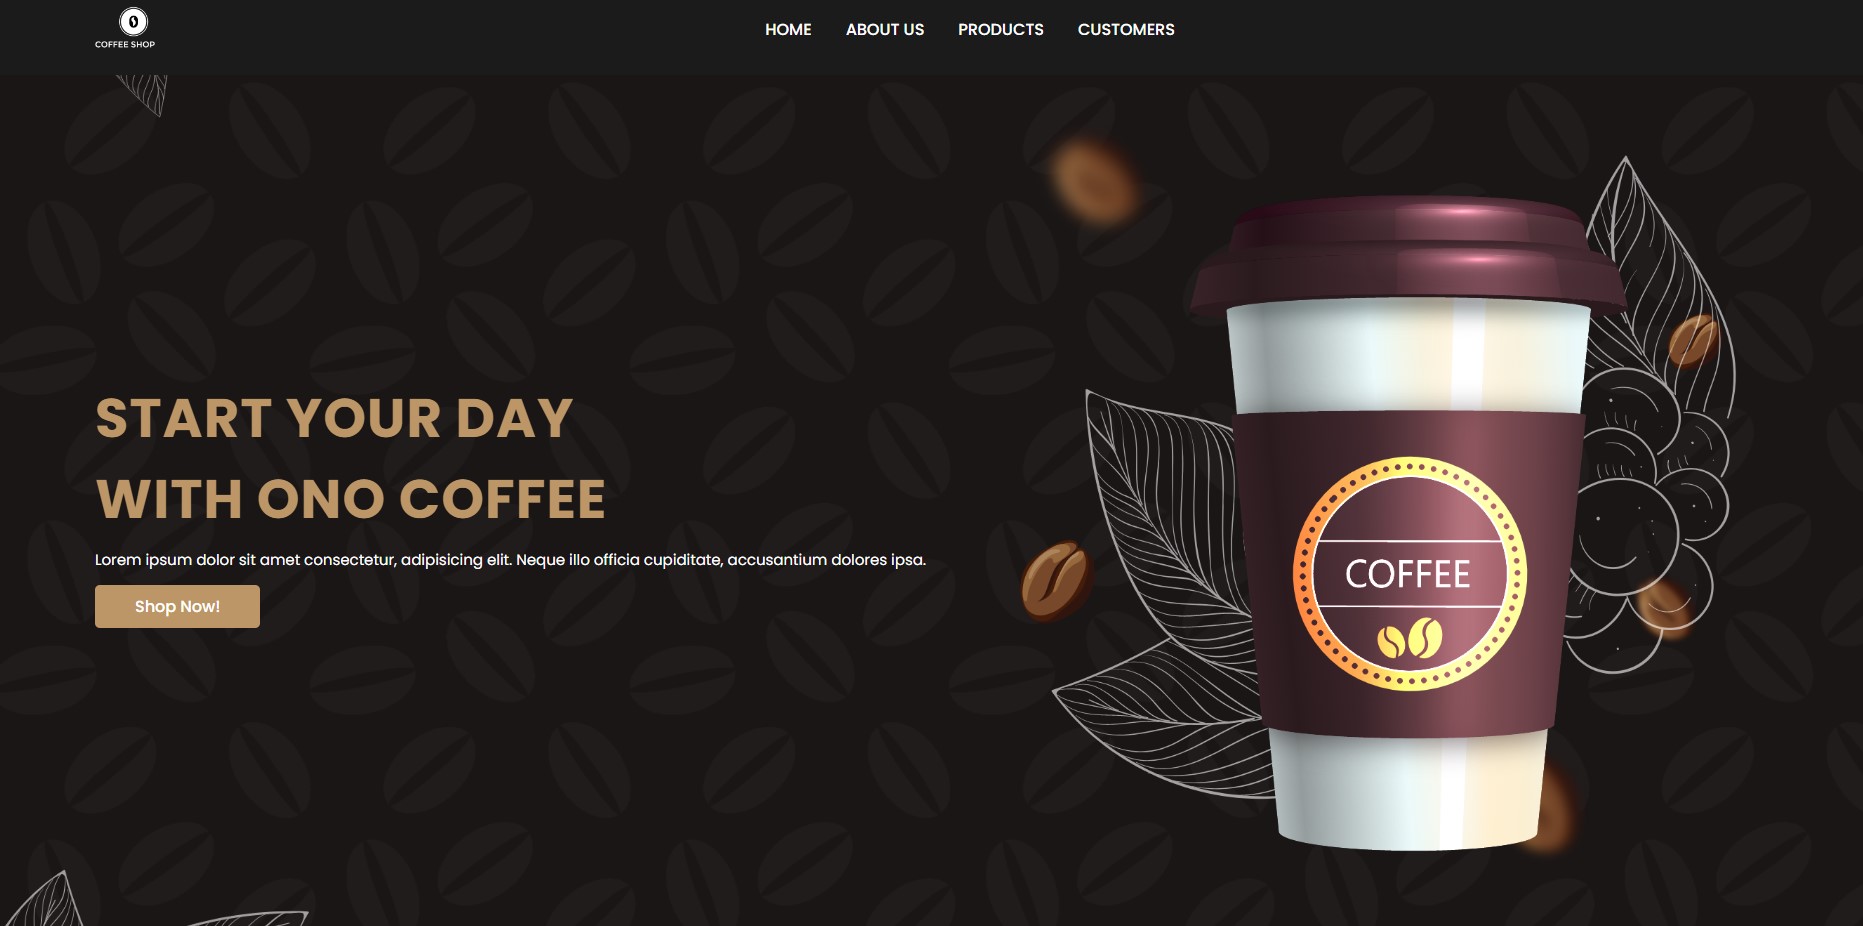 COFFEE SHOP
HOME ABOUT US PRODUCTS CUSTOMERS
START YOUR DAY
WITH ONO COFFEE
Lorem ipsum dolor sit amet consectetur, adipisicing elit. Neque illo officia cupiditate, accusantium dolores ipsa.
Shop Now!
COFFEE